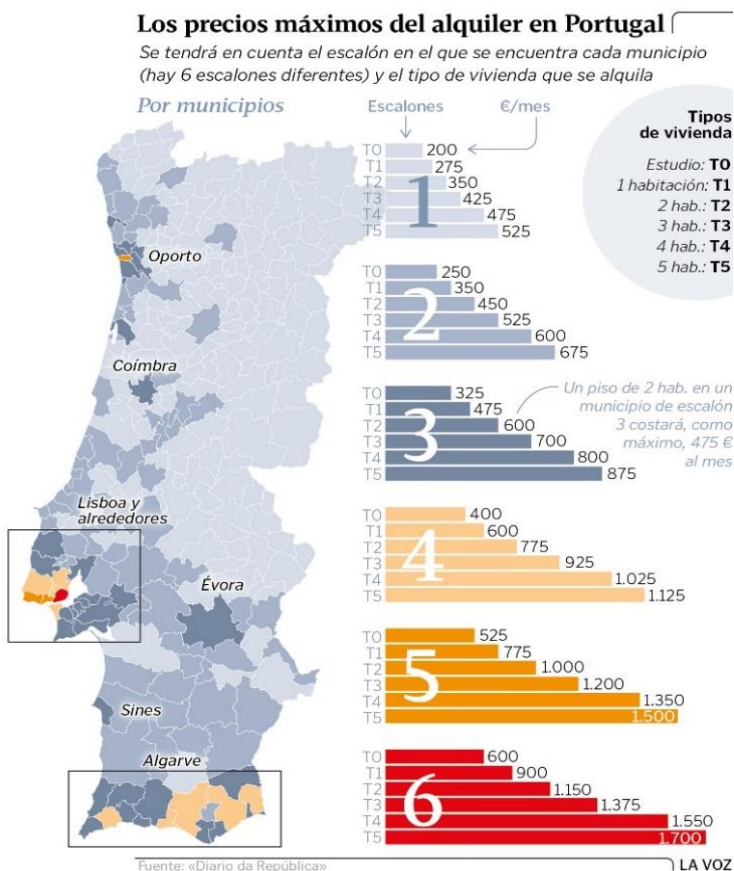 Los precios máximos del alquiler en Portugal
Se tendrá en cuenta el escalón en el que se encuentra cada municipio
(hay 6 escalones diferentes) y el tipo de vivienda que se alquila
Por municipios
Escalones
€/mes
Tipos
de vivienda
Estudio: T0
1 habitación: T1
2 hab.: T2
3 hab.: T3
4 hab.: T4
5 hab.: T5
Oporto
Coímbra
Lisboa y
alrededores
Évora
Sines
Algarve
1
T0 200
T1 275
T2 350
T3 425
T4 475
T5 525
2
T0 250
T1 350
T2 450
T3 525
T4 600
T5 675
3
T0 325
T1 475
T2 600
T3 700
T4 800
T5 875
Un piso de 2 hab. en un
municipio de escalón
3 costará, como
máximo, 475 €
al mes
4
T0 400
T1 600
T2 775
T3 925
T4 1.025
T5 1.125
5
T0 525
T1 775
T2 1.000
T3 1.200
T4 1.350
T5 1.500
6
T0 600
T1 900
T2 1.150
T3 1.375
T4 1.550
T5 1.700
Fuente: «Diario da República»
LA VOZ